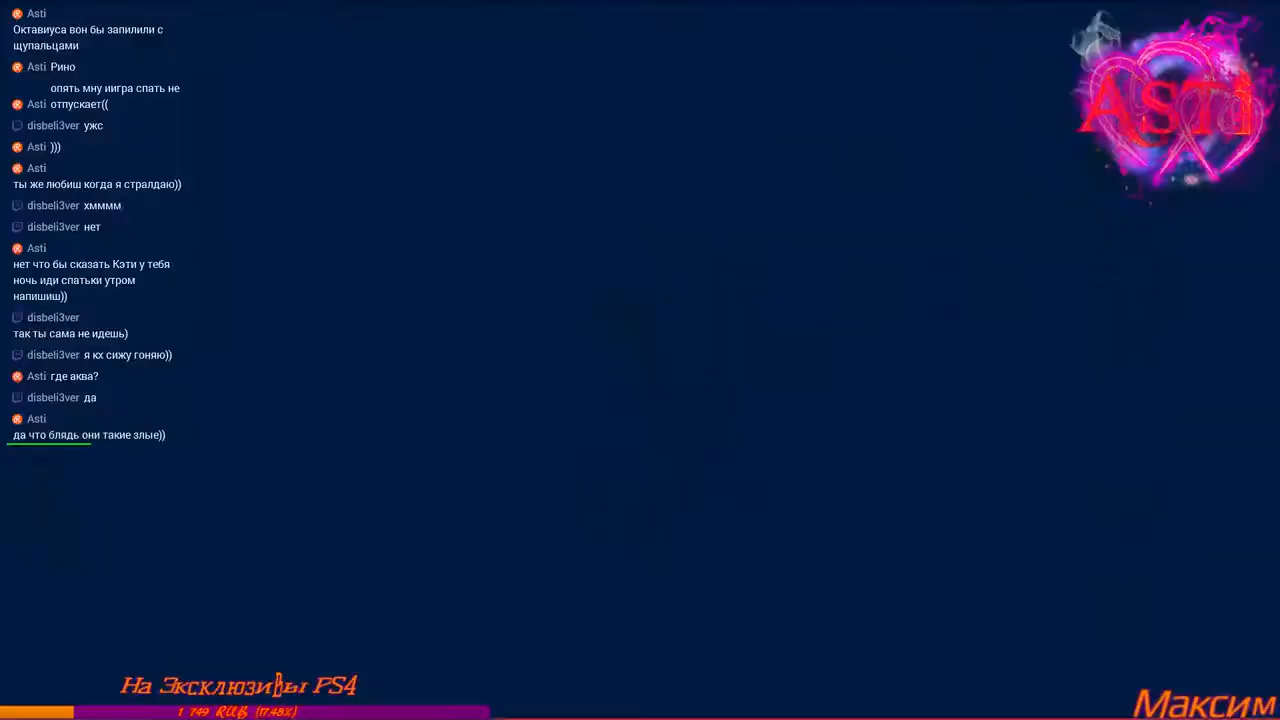 Asti
Октавиуса вон бы запилили с
щупальцами
Asti Рино
опять мну иигра спать не
Asti отпускает((
disbeli3ver ужс
Asti )))
Asti
ты же любиш когда я стралдаю))
disbeli3ver хмммм
disbeli3ver нет
Asti
нет что бы сказать Кэти у тебя
ночь иди спатьки утром
напишиш))
disbeli3ver
так ты сама не идешь)
disbeli3ver я кх сижу гоняю))
Asti где аква?
disbeli3ver да
Asti
да что блядь они такие злые))
Asti
На Эксклюзивы PS4
1 749 RUB (17.48%)
Максим